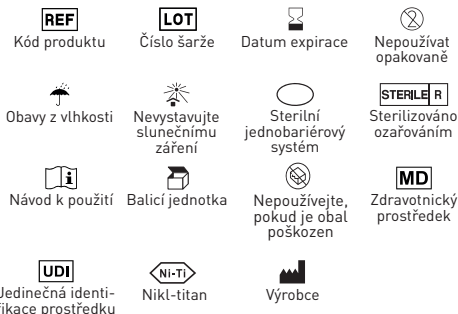 REF
LOT
2
Kód produktu
Číslo šarže
Datum expirace
Nepoužívat
opakovaně
STERILE R
Obavy z vlhkosti
Nevystavujte
slunečnímu
záření
Sterilní
jednobariérový
systém
Sterilizováno
ozařováním
i
MD
Návod k použití
Balicí jednotka
Nepoužívejte,
pokud je obal
poškozen
Zdravotnický
prostředek
UDI
Ni-Ti
Jedinečná identi-
fikace prostředku
Nikl-titan
Výrobce